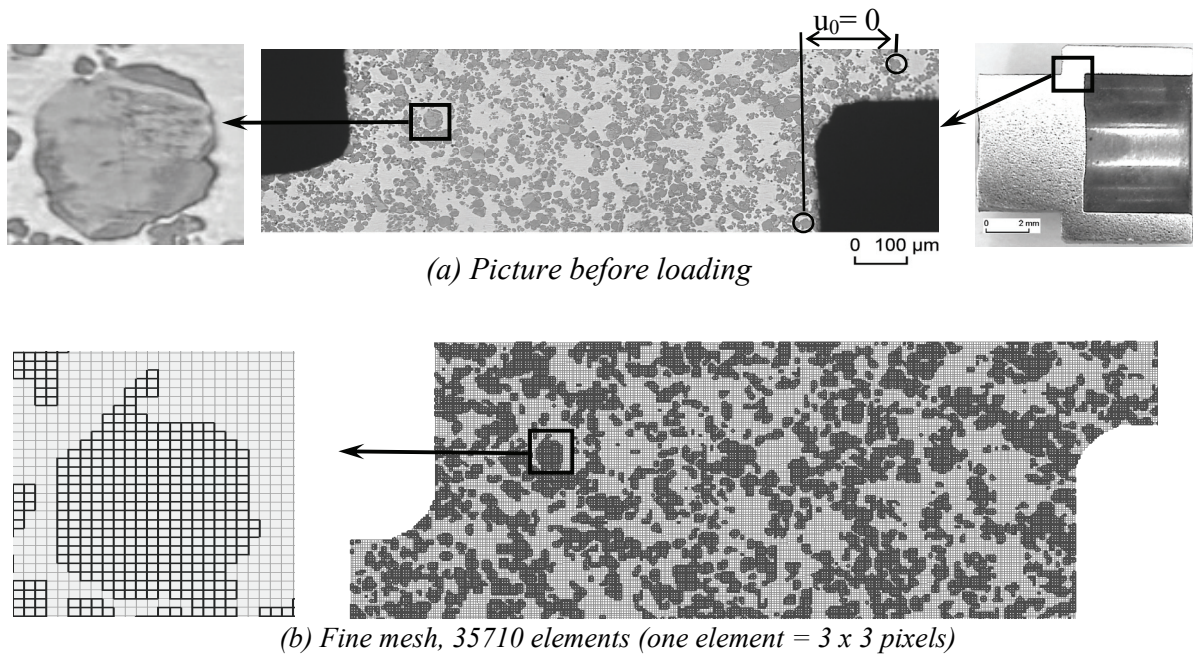 u₀= 0
0 100 µm
0 2 mm
(a) Picture before loading
(b) Fine mesh, 35710 elements (one element = 3 x 3 pixels)